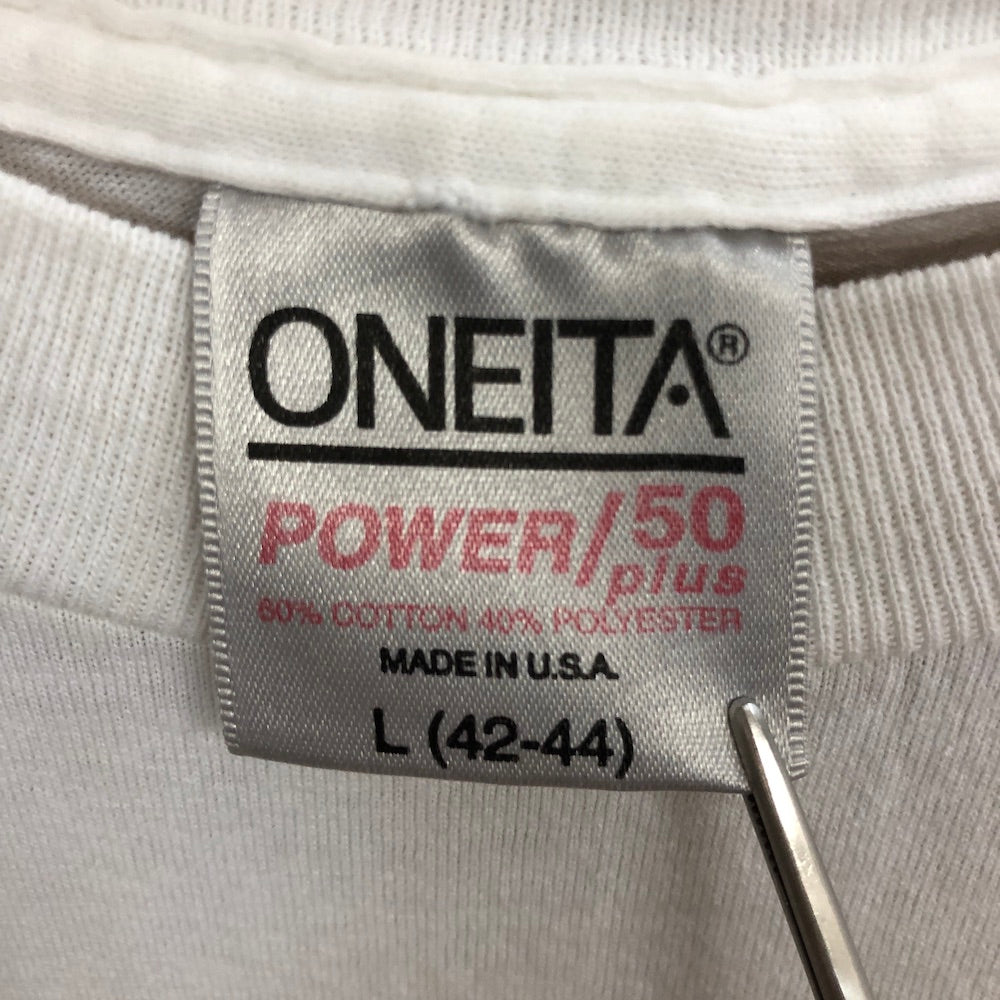 ONEITA®
POWER/50 plus
60% COTTON 40% POLYESTER
MADE IN U.S.A.
L (42-44)